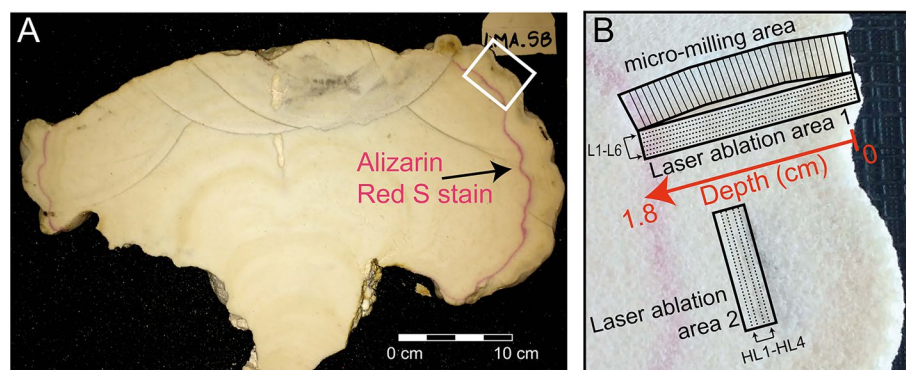 A
LMA.SB
Alizarin
Red S stain
0 cm
10 cm
B
micro-milling area
L1-L6
Laser ablation area 1
0
Depth (cm)
1.8
Laser ablation
area 2
HL1-HL4